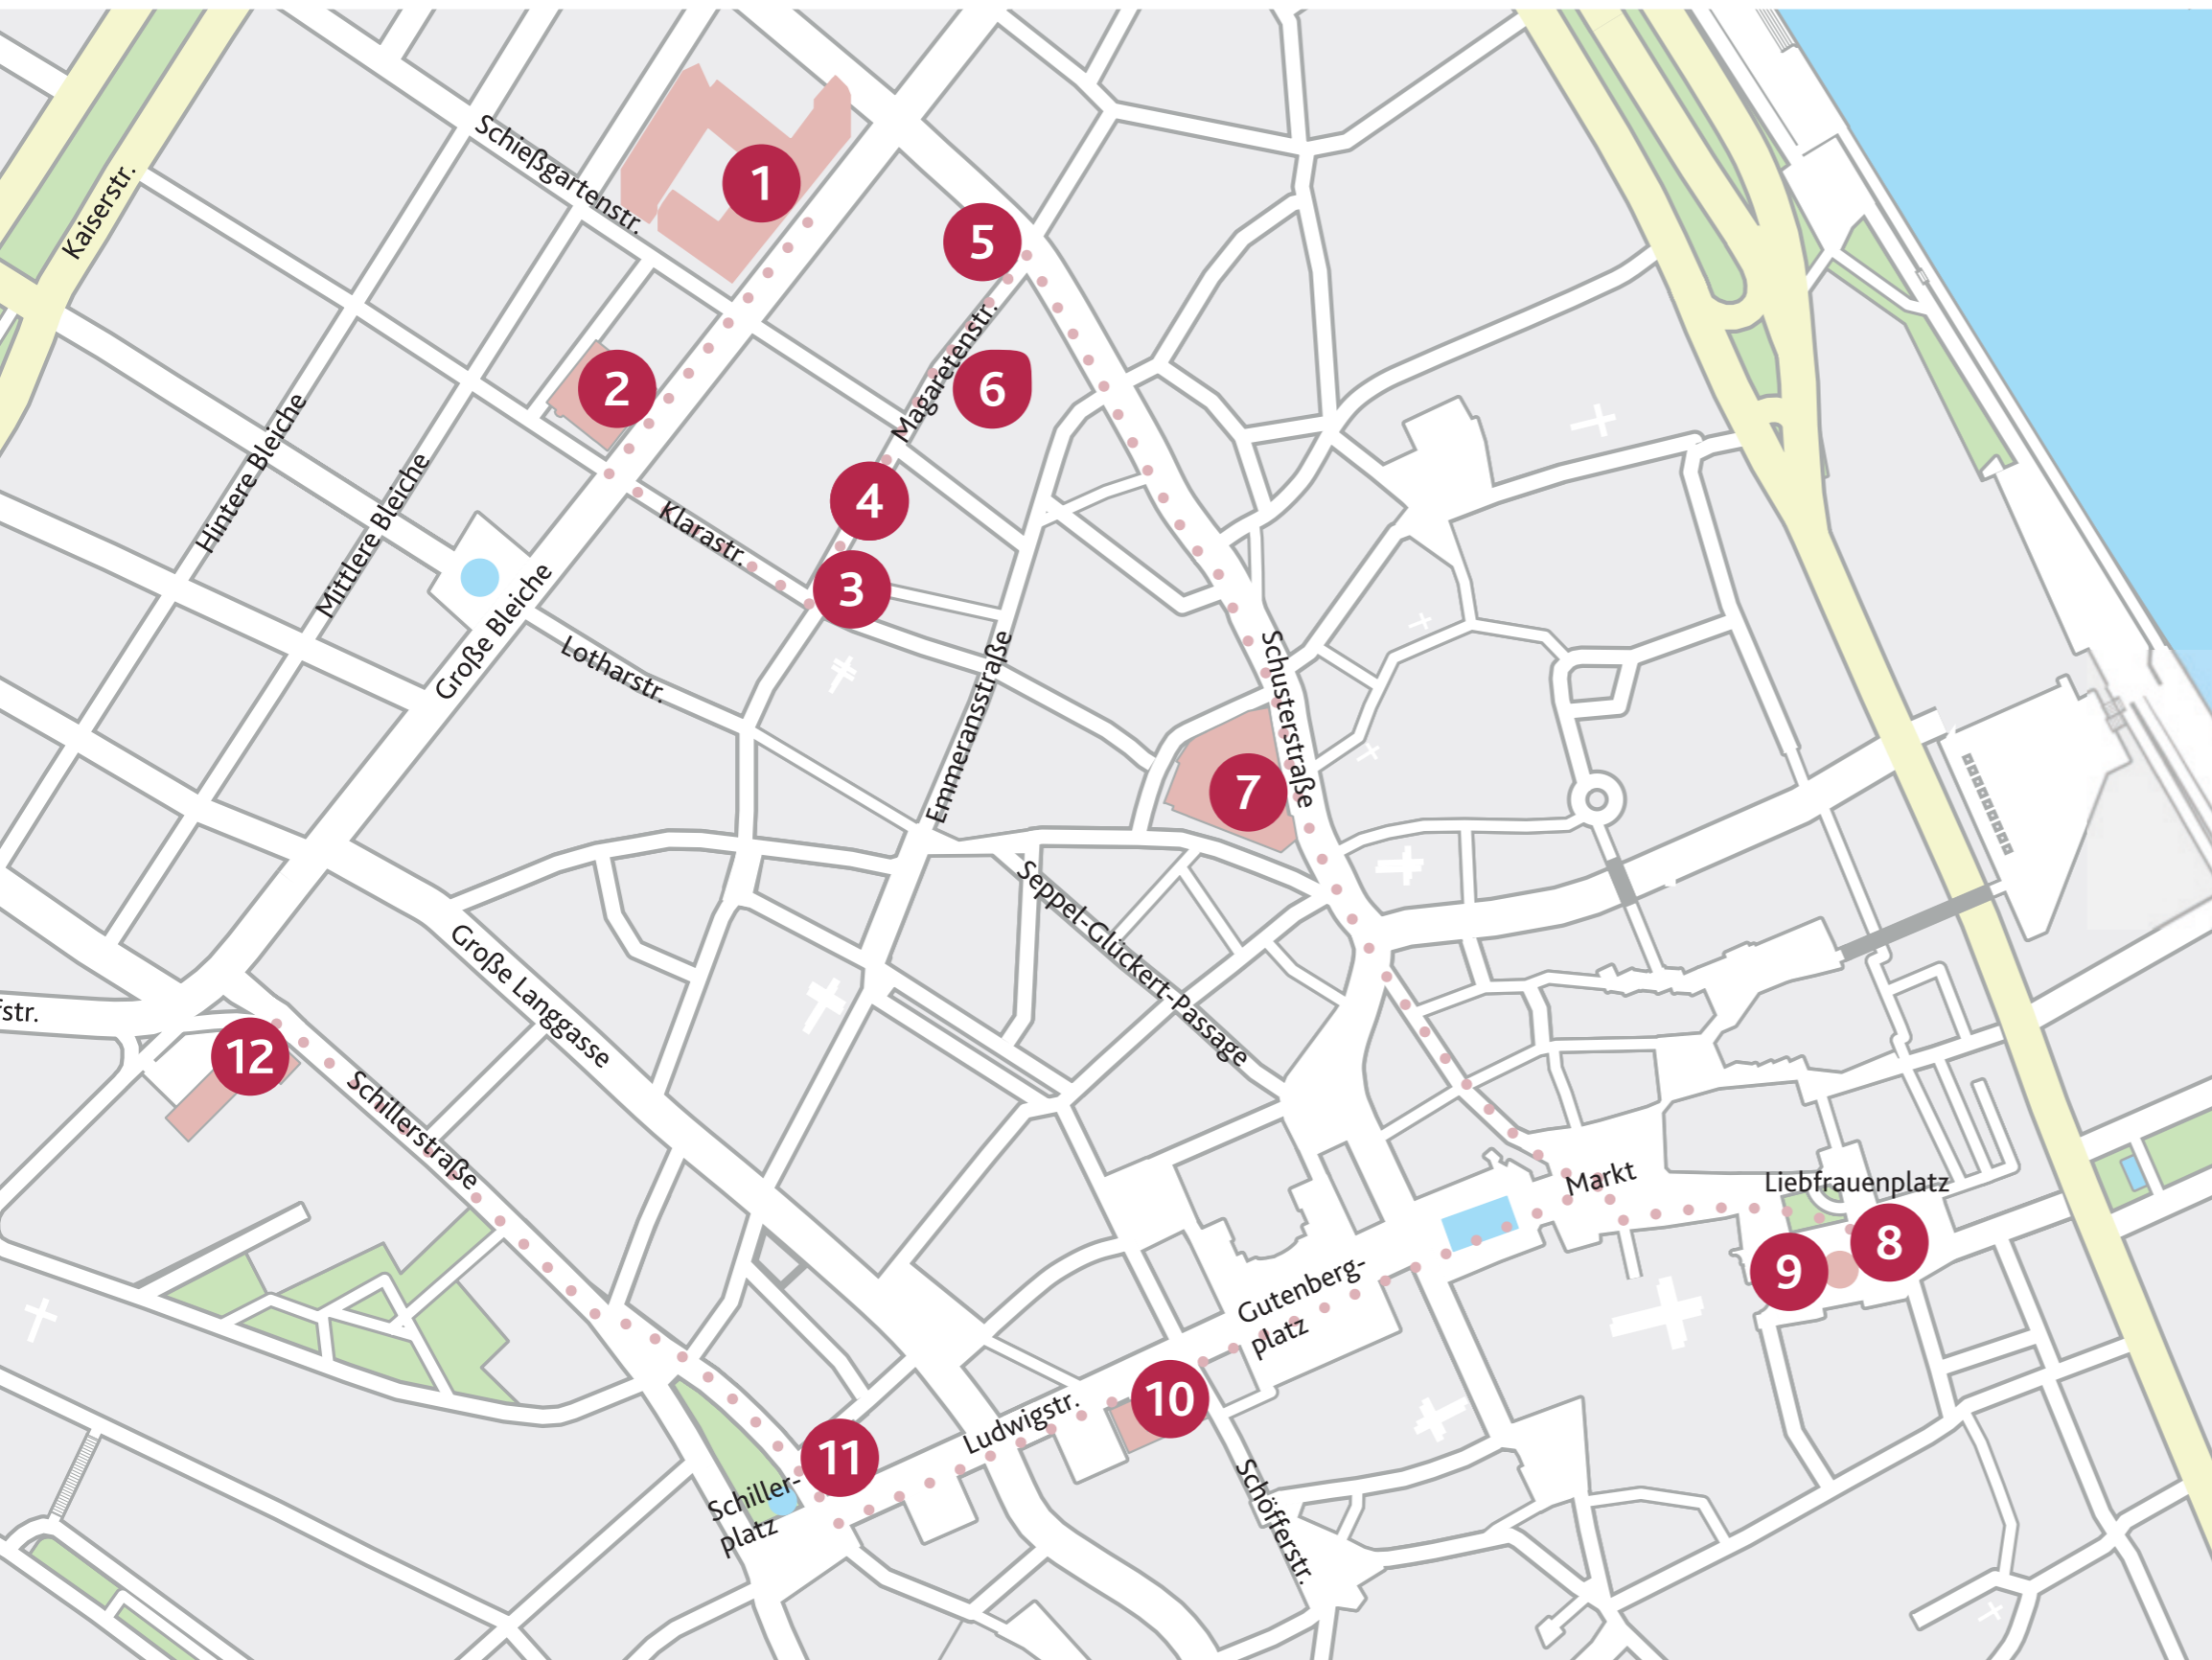 Kaiserstr.
Schießgartenstr.
1
5
2
Magaretenstr.
6
Hintere Bleiche
Mittlere Bleiche
4
Klarastr.
3
Große Bleiche
Lotharstr.
Emmeransstraße
Schusterstraße
7
Seppel-Glückert-Passage
Große Langgasse
fstr.
12
Schillerstraße
Markt
Liebfrauenplatz
8
9
Gutenberg-
platz
10
Ludwigstr.
11
Schiller-
platz
Schöfferstr.